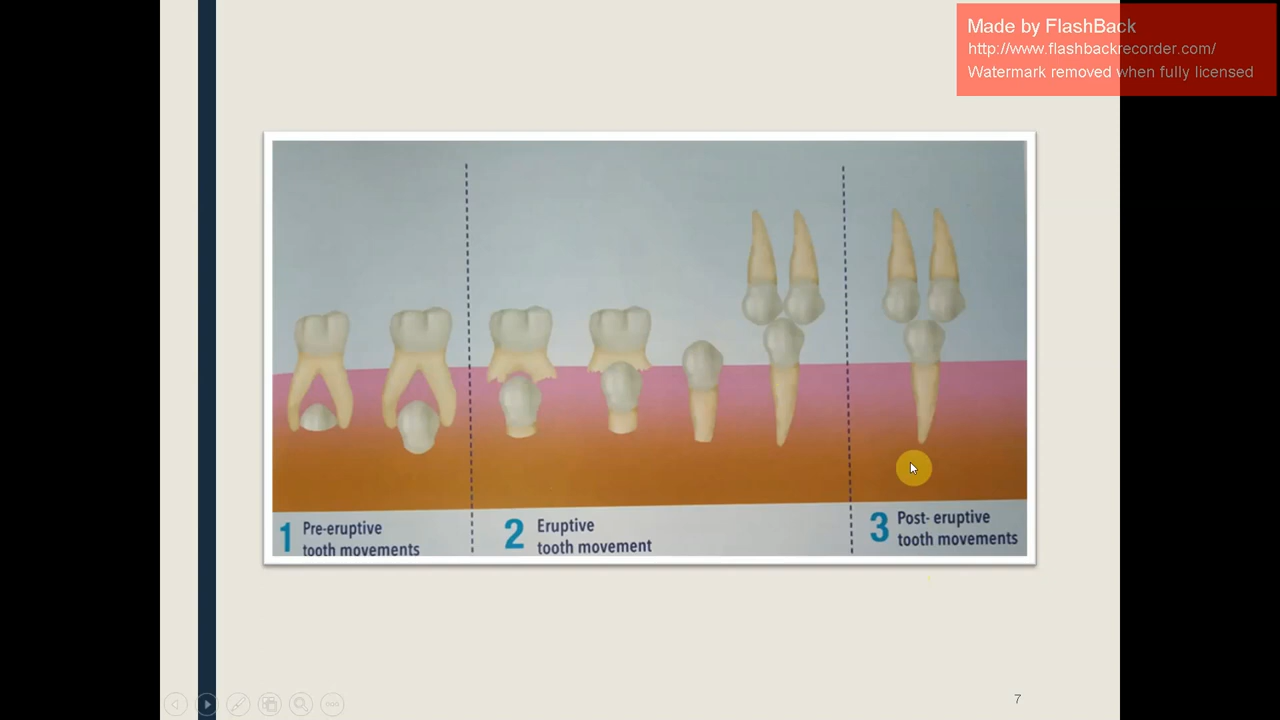 Made by FlashBack
http://www.flashbackrecorder.com/
Watermark removed when fully licensed
1 Pre-eruptive
tooth movements
2 Eruptive
tooth movement
3 Post- eruptive
tooth movements
7